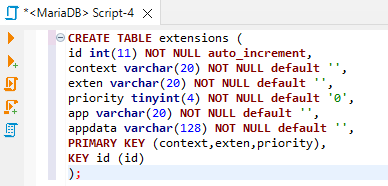 *<MariaDB> Script-4
CREATE TABLE extensions (
id int(11) NOT NULL auto_increment,
context varchar(20) NOT NULL default '',
exten varchar(20) NOT NULL default '',
priority tinyint(4) NOT NULL default '0',
app varchar(20) NOT NULL default '',
appdata varchar(128) NOT NULL default '',
PRIMARY KEY (context,exten,priority),
KEY id (id)
);